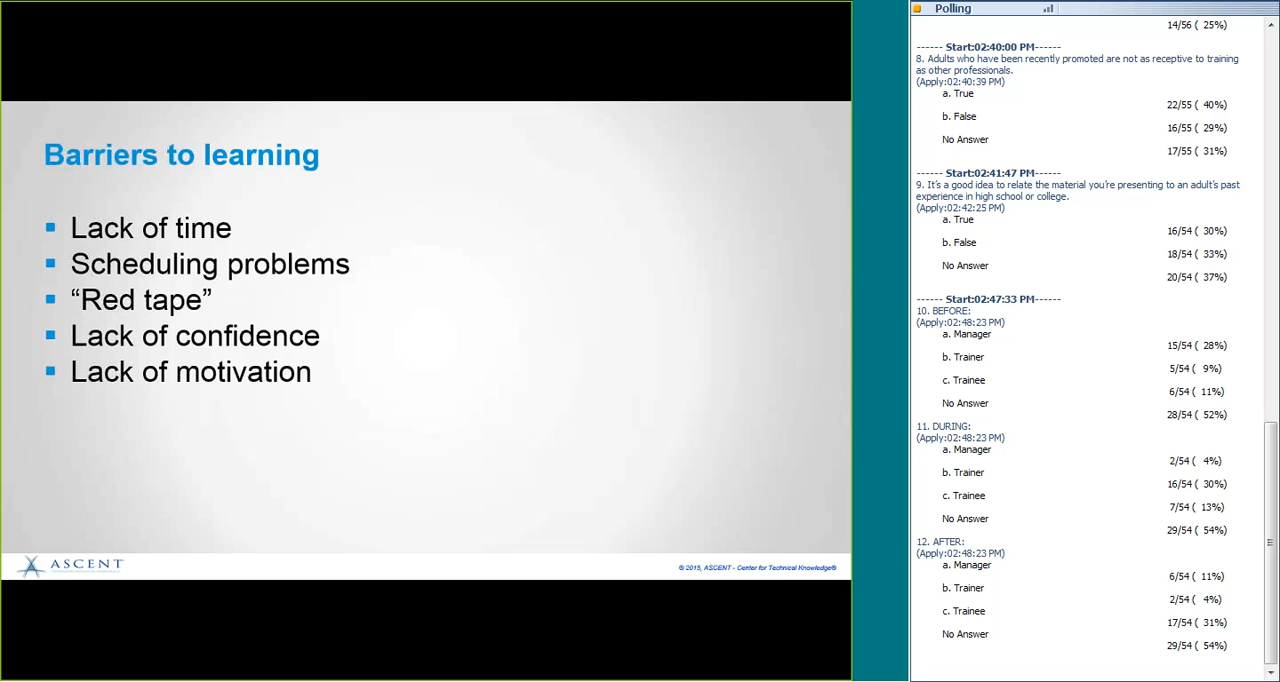 Barriers to learning
Lack of time
Scheduling problems
“Red tape”
Lack of confidence
Lack of motivation
ASCENT
© 2015, ASCENT - Center for Technical Knowledge®
Polling
14/56 ( 25%)
------ Start:02:40:00 PM------
8. Adults who have been recently promoted are not as receptive to training
as other professionals.
(Apply:02:40:39 PM)
a. True
22/55 ( 40%)
b. False
16/55 ( 29%)
No Answer
17/55 ( 31%)
------ Start:02:41:47 PM------
9. It's a good idea to relate the material you're presenting to an adult's past
experience in high school or college.
(Apply:02:42:25 PM)
a. True
16/54 ( 30%)
b. False
18/54 ( 33%)
No Answer
20/54 ( 37%)
------ Start:02:47:33 PM------
10. BEFORE:
(Apply:02:48:23 PM)
a. Manager
15/54 ( 28%)
b. Trainer
5/54 ( 9%)
c. Trainee
6/54 ( 11%)
No Answer
28/54 ( 52%)
11. DURING:
(Apply:02:48:23 PM)
a. Manager
2/54 ( 4%)
b. Trainer
16/54 ( 30%)
c. Trainee
7/54 ( 13%)
No Answer
29/54 ( 54%)
12. AFTER:
(Apply:02:48:23 PM)
a. Manager
6/54 ( 11%)
b. Trainer
2/54 ( 4%)
c. Trainee
17/54 ( 31%)
No Answer
29/54 ( 54%)